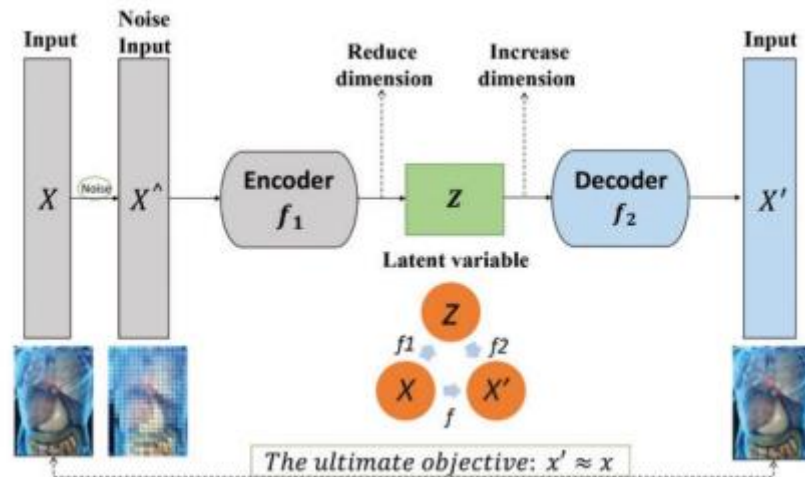 Input
Noise
Input
Reduce
dimension
Increase
dimension
Input
X
Noise
X^
Encoder
f₁
Z
Decoder
f₂
X′
Latent variable
Z
f1
f2
X
X′
f
The ultimate objective: x′ ≈ x